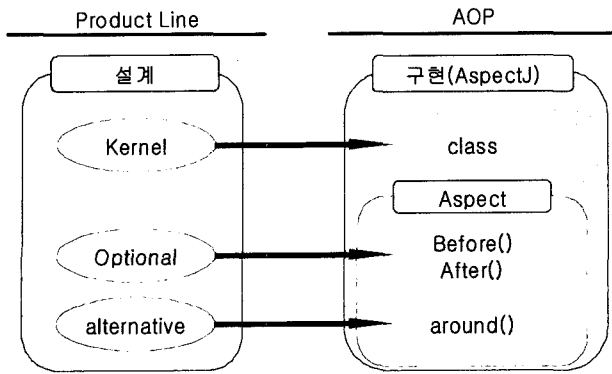 Product Line
AOP
설계
구현(AspectJ)
Kernel
class
Aspect
Optional
Before()
After()
alternative
around()